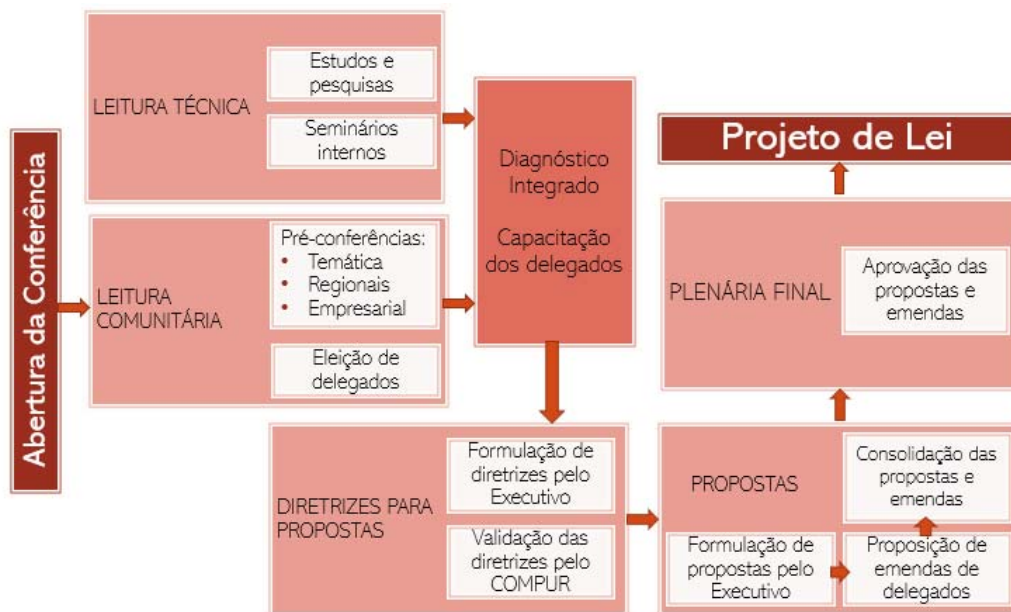 Abertura da Conferência
LEITURA TÉCNICA
Estudos e
pesquisas
Seminários
internos
LEITURA
COMUNITÁRIA
Pré-conferências:
• Temática
• Regionais
• Empresarial
Eleição de
delegados
Diagnóstico
Integrado
Capacitação
dos delegados
DIRETRIZES PARA
PROPOSTAS
Formulação de
diretrizes pelo
Executivo
Validação das
diretrizes pelo
COMPUR
PROPOSTAS
Formulação de
propostas pelo
Executivo
Proposição de
emendas de
delegados
Consolidação das
propostas e
emendas
PLENÁRIA FINAL
Aprovação das
propostas e
emendas
Projeto de Lei